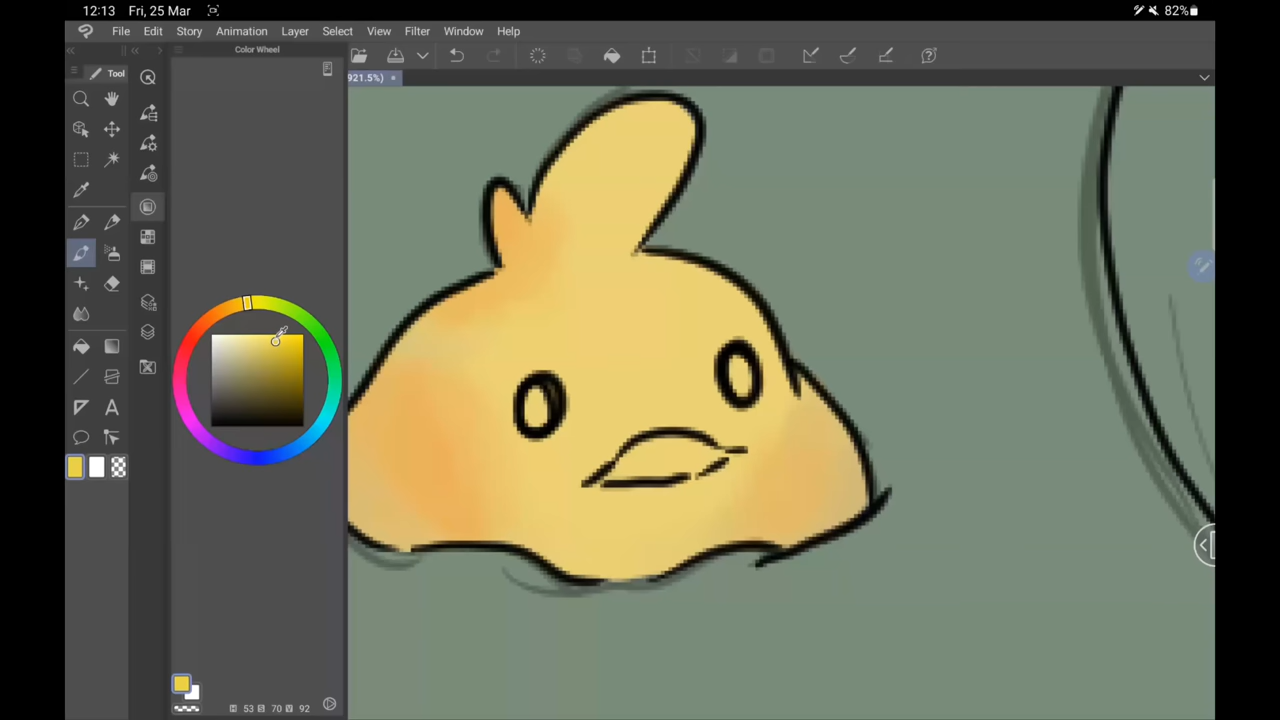 12:13 Fri, 25 Mar 82%
File Edit Story Animation Layer Select View Filter Window Help
Color Wheel
Tool
921.5%)
H 53 S 70 V 92